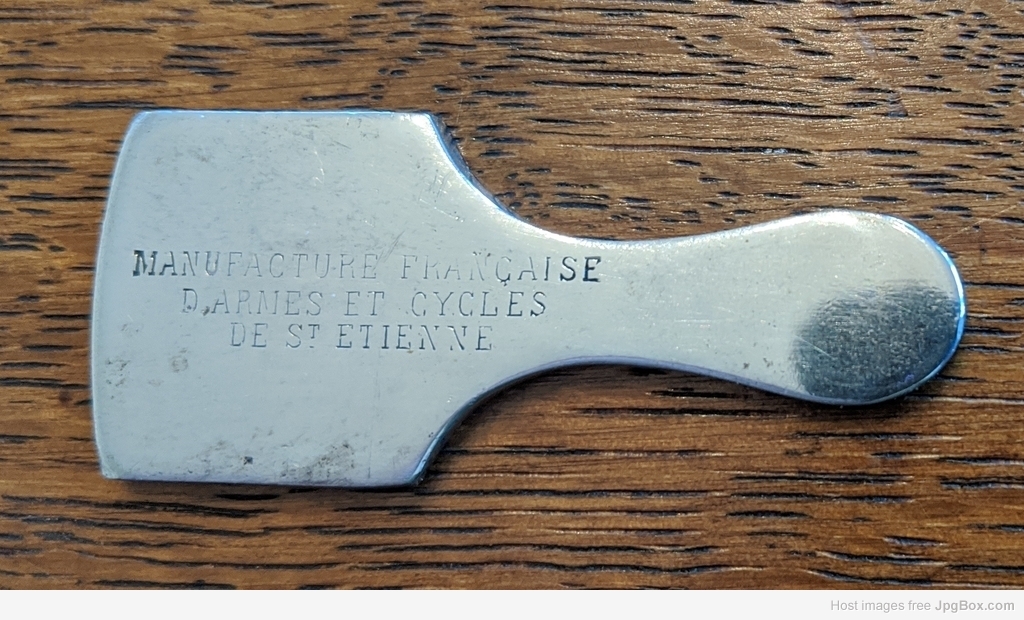 MANUFACTURE FRANÇAISE
D'ARMES ET CYCLES
DE ST ETIENNE
Host images free JpgBox.com